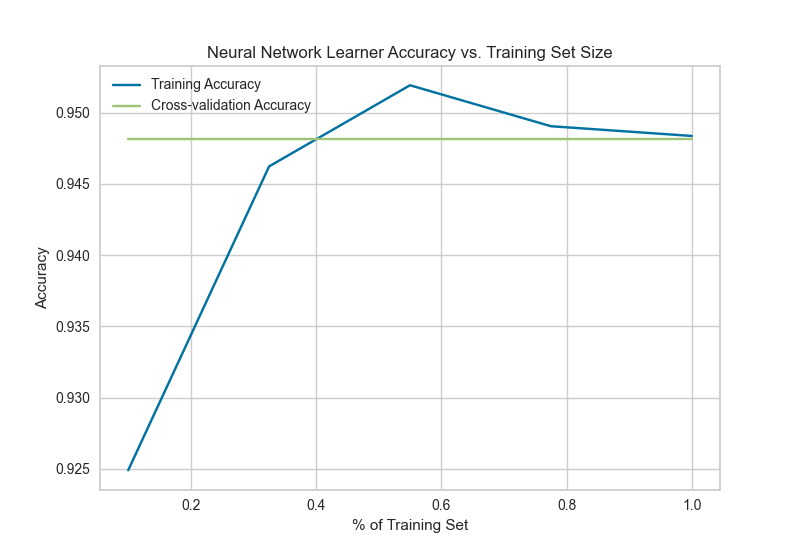 Neural Network Learner Accuracy vs. Training Set Size
Training Accuracy
Cross-validation Accuracy
0.950
0.945
0.940
0.935
0.930
0.925
Accuracy
0.2
0.4
0.6
0.8
1.0
% of Training Set